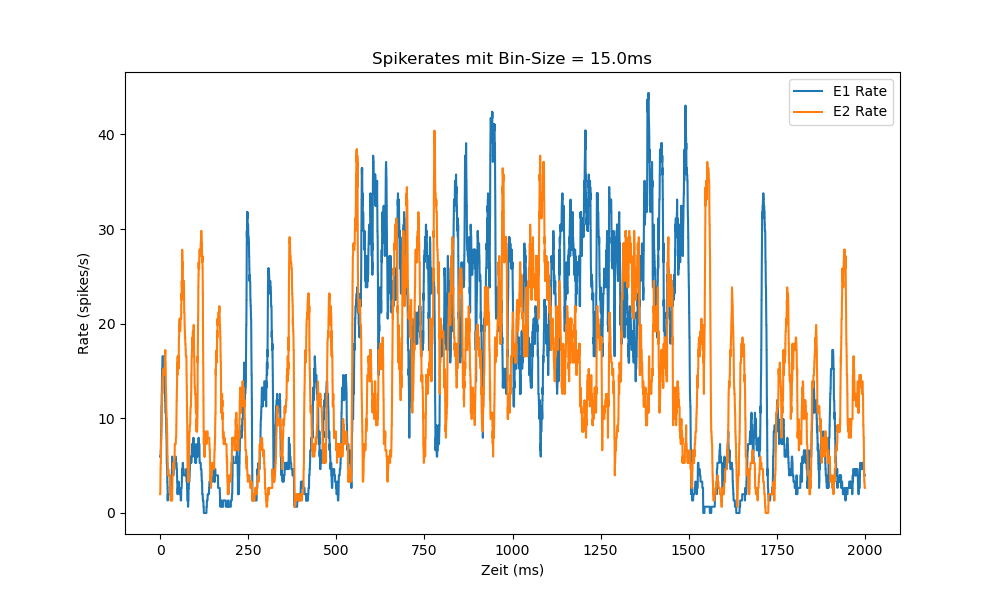 Spikerates mit Bin-Size = 15.0ms
E1 Rate
E2 Rate
Rate (spikes/s)
40
30
20
10
0
0 250 500 750 1000 1250 1500 1750 2000
Zeit (ms)